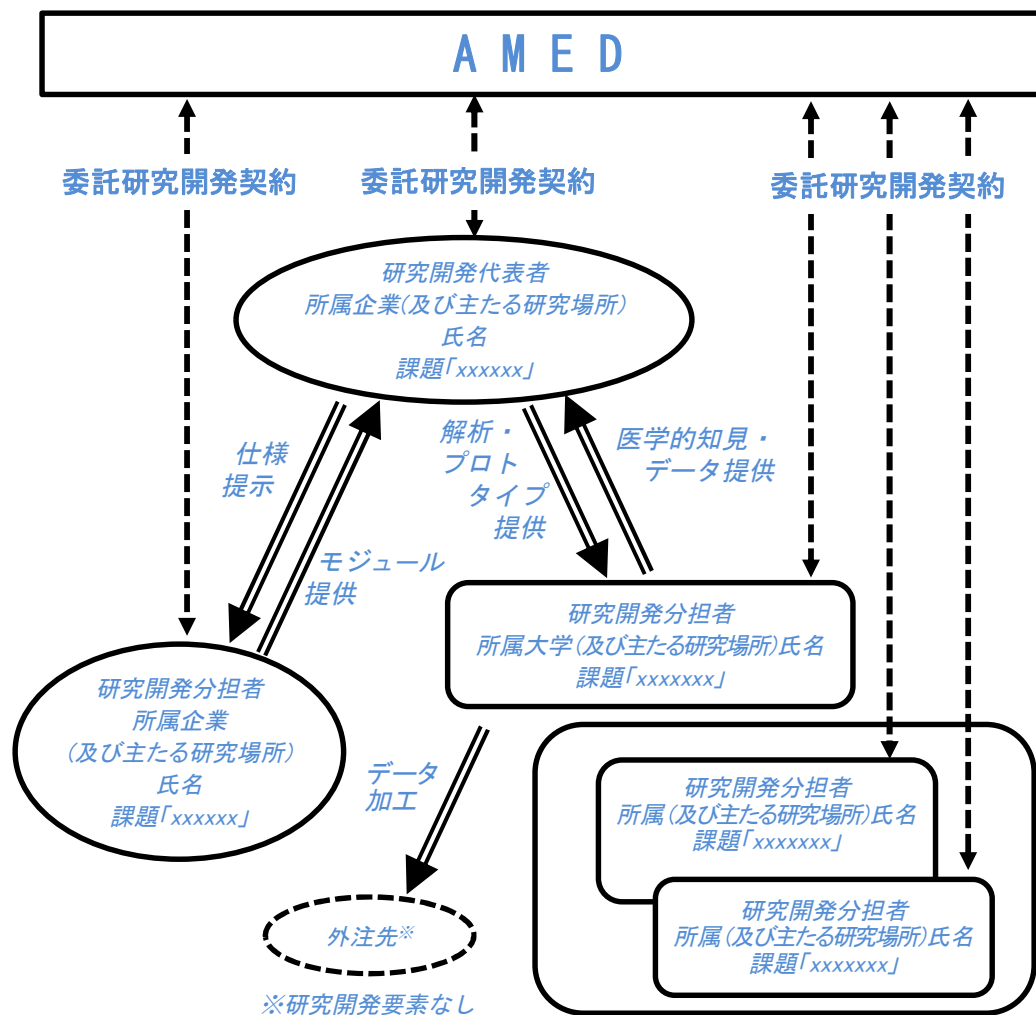 AMED
委託研究開発契約
委託研究開発契約
委託研究開発契約
研究開発代表者
所属企業(及び主たる研究場所)
氏名
課題「xxxxxx」
仕様
提示
モジュール
提供
解析・
プロト
タイプ
提供
医学的知見・
データ提供
研究開発分担者
所属大学(及び主たる研究場所)氏名
課題「xxxxxxx」
研究開発分担者
所属企業
(及び主たる研究場所)
氏名
課題「xxxxxx」
データ
加工
研究開発分担者
所属(及び主たる研究場所)氏名
課題「xxxxxxx」
研究開発分担者
所属(及び主たる研究場所)氏名
課題「xxxxxxx」
外注先※
※研究開発要素なし